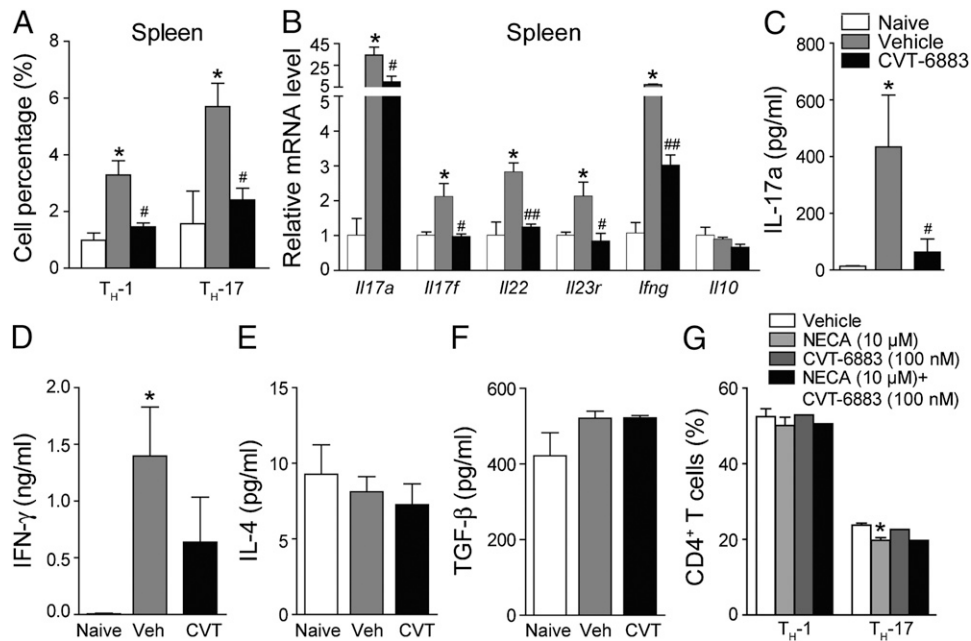 A
Spleen
Cell percentage (%)
8
6
4
2
0
*
#
*
#
T_H-1
T_H-17
B
Spleen
Relative mRNA level
45
25
5
4
3
2
1
0
*
#
*
#
*
##
*
#
*
##
Il17a
Il17f
Il22
Il23r
Ifng
Il10
C
Naive
Vehicle
CVT-6883
IL-17a (pg/ml)
800
600
400
200
0
*
#
D
IFN-γ (ng/ml)
2.0
1.5
1.0
0.5
0.0
*
Naive Veh CVT
E
IL-4 (pg/ml)
15
10
5
0
Naive Veh CVT
F
TGF-β (pg/ml)
600
400
200
0
Naive Veh CVT
G
Vehicle
NECA (10 μM)
CVT-6883 (100 nM)
NECA (10 μM)+
CVT-6883 (100 nM)
CD4⁺ T cells (%)
60
40
20
0
*
T_H-1
T_H-17